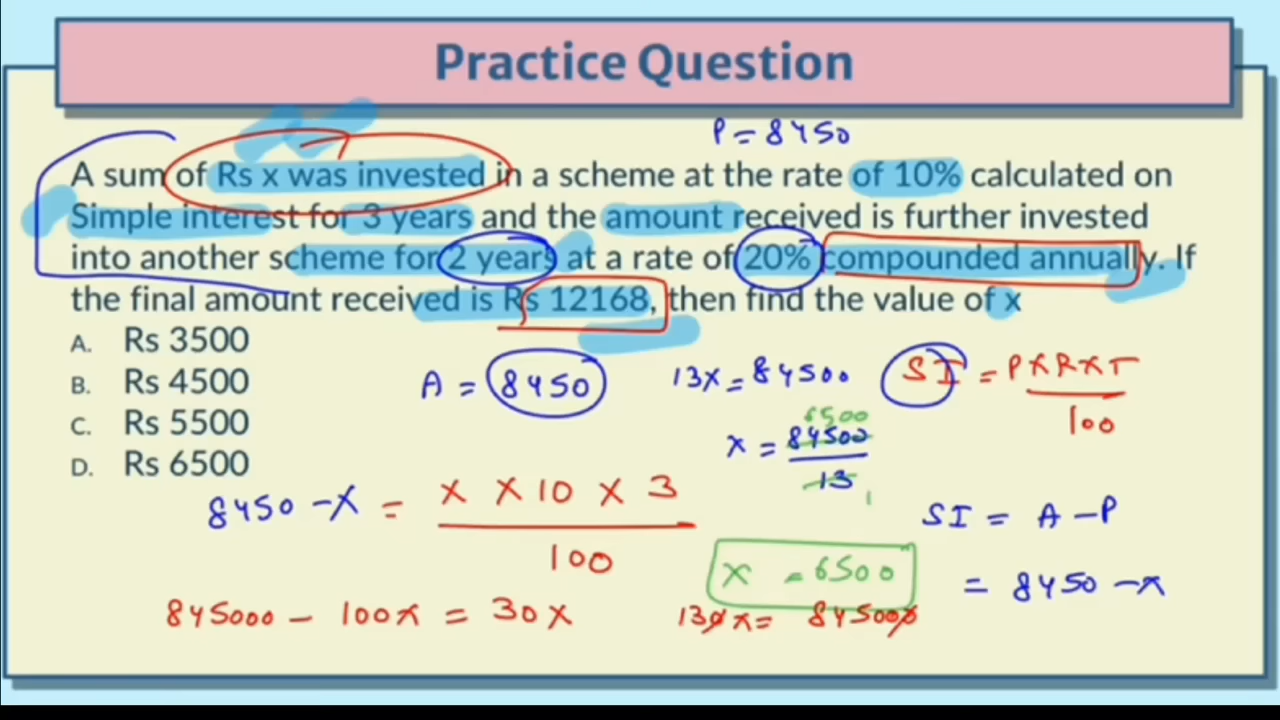 Practice Question
P = 8450
A sum of Rs x was invested in a scheme at the rate of 10% calculated on
Simple interest for 3 years and the amount received is further invested
into another scheme for 2 years at a rate of 20% compounded annually. If
the final amount received is Rs 12168, then find the value of x
A. Rs 3500
B. Rs 4500
C. Rs 5500
D. Rs 6500
A = 8450
13x = 84500
SI = P X R X T
100
6500
x = 84500
13
1
8450 - x = x X 10 X 3
100
SI = A - P
= 8450 - x
x = 6500
845000 - 100x = 30x
130x = 845000